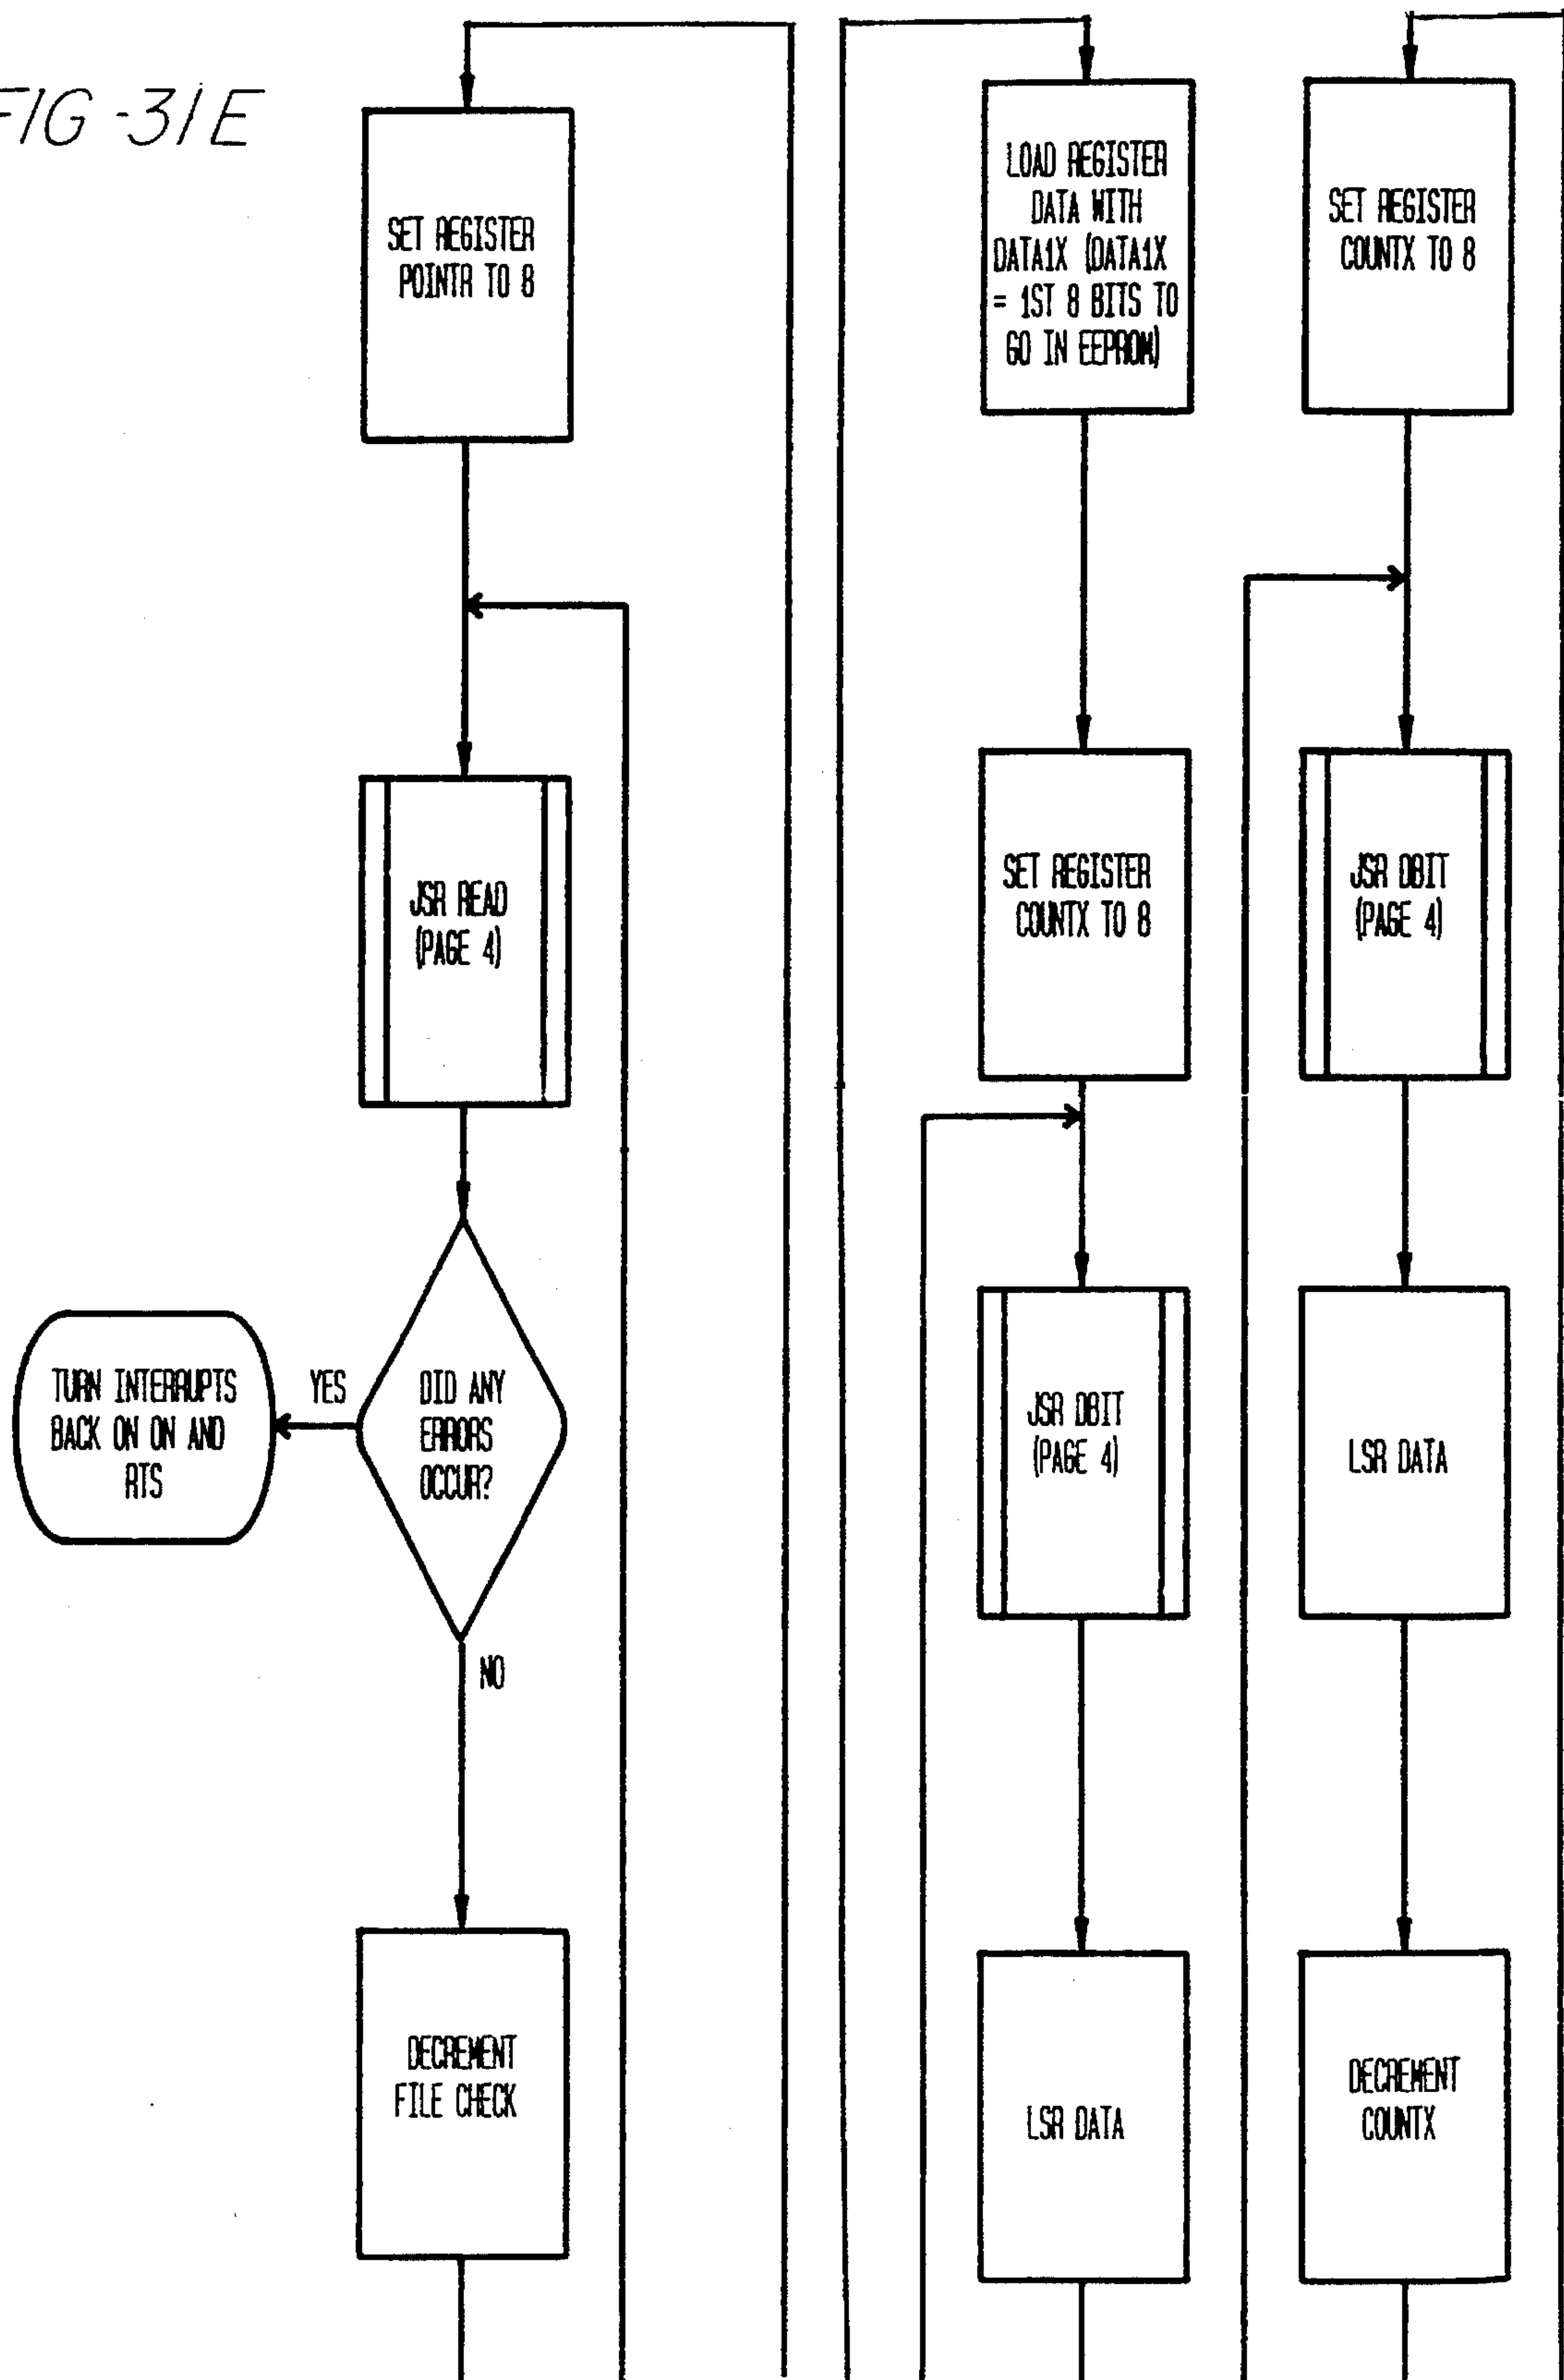 FIG-31E
SET REGISTER
POINTR TO 8
JSR READ
(PAGE 4)
DID ANY
ERRORS
OCCUR?
YES
TURN INTERRUPTS
BACK ON ON AND
RTS
NO
DECREMENT
FILE CHECK
LOAD REGISTER
DATA WITH
DATA1X (DATA1X
= 1ST 8 BITS TO
GO IN EEPROM)
SET REGISTER
COUNTX TO 8
JSR DBIT
(PAGE 4)
LSR DATA
SET REGISTER
COUNTX TO 8
JSR DBIT
(PAGE 4)
LSR DATA
DECREMENT
COUNTX